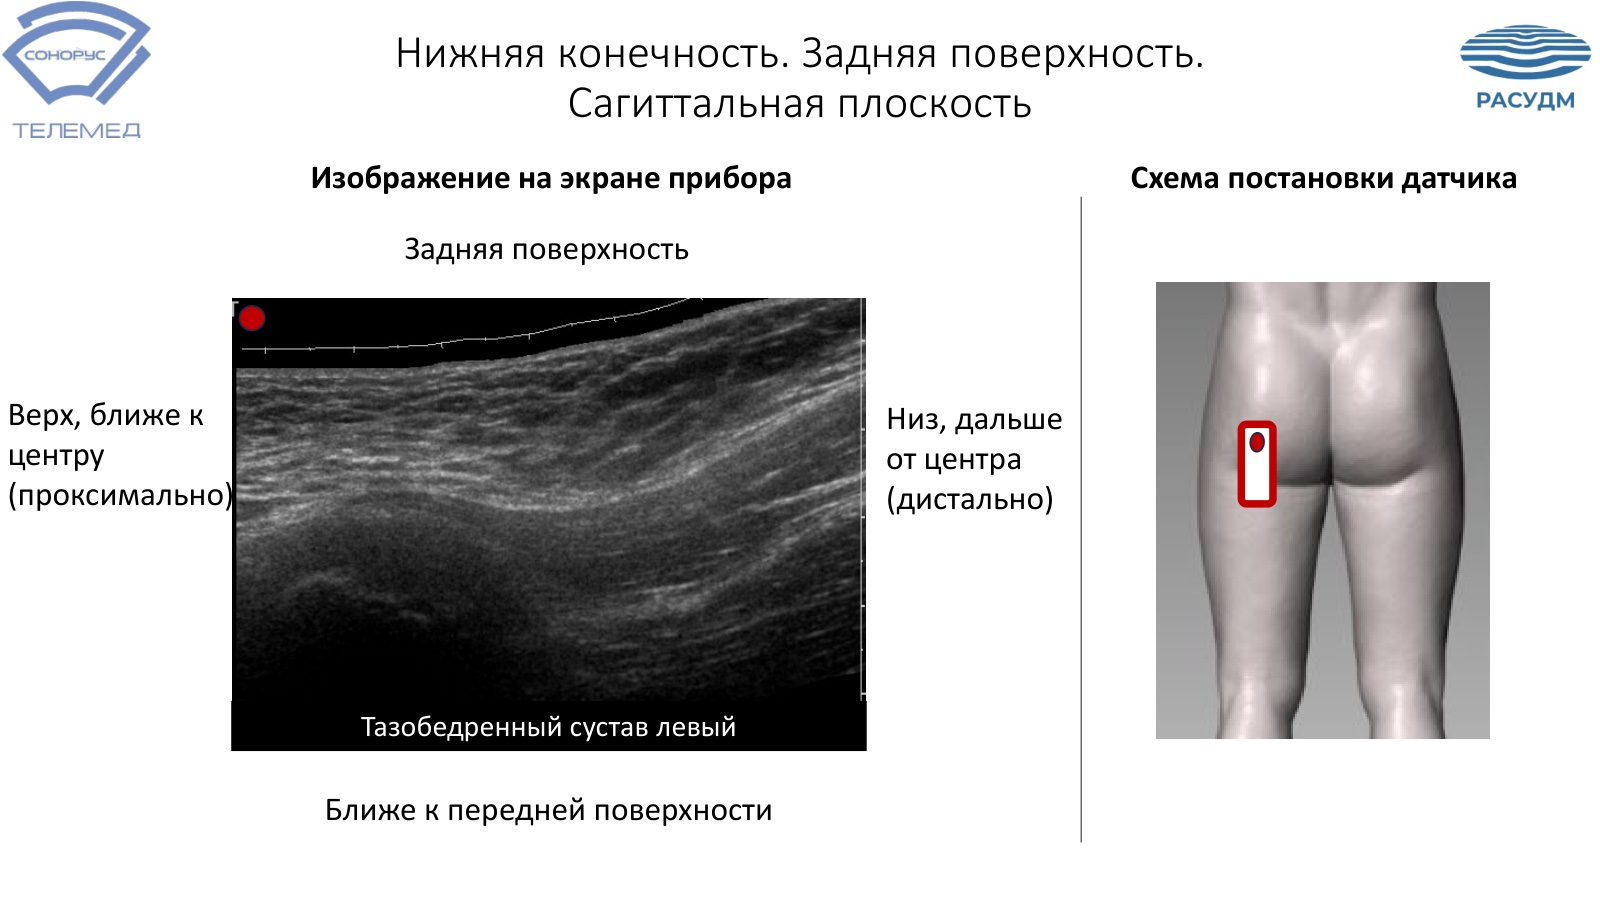 СОНОРУС
ТЕЛЕМЕД
Нижняя конечность. Задняя поверхность.
Сагиттальная плоскость
РАСУДМ
Изображение на экране прибора
Схема постановки датчика
Задняя поверхность
Верх, ближе к
центру
(проксимально)
Низ, дальше
от центра
(дистально)
Тазобедренный сустав левый
Ближе к передней поверхности